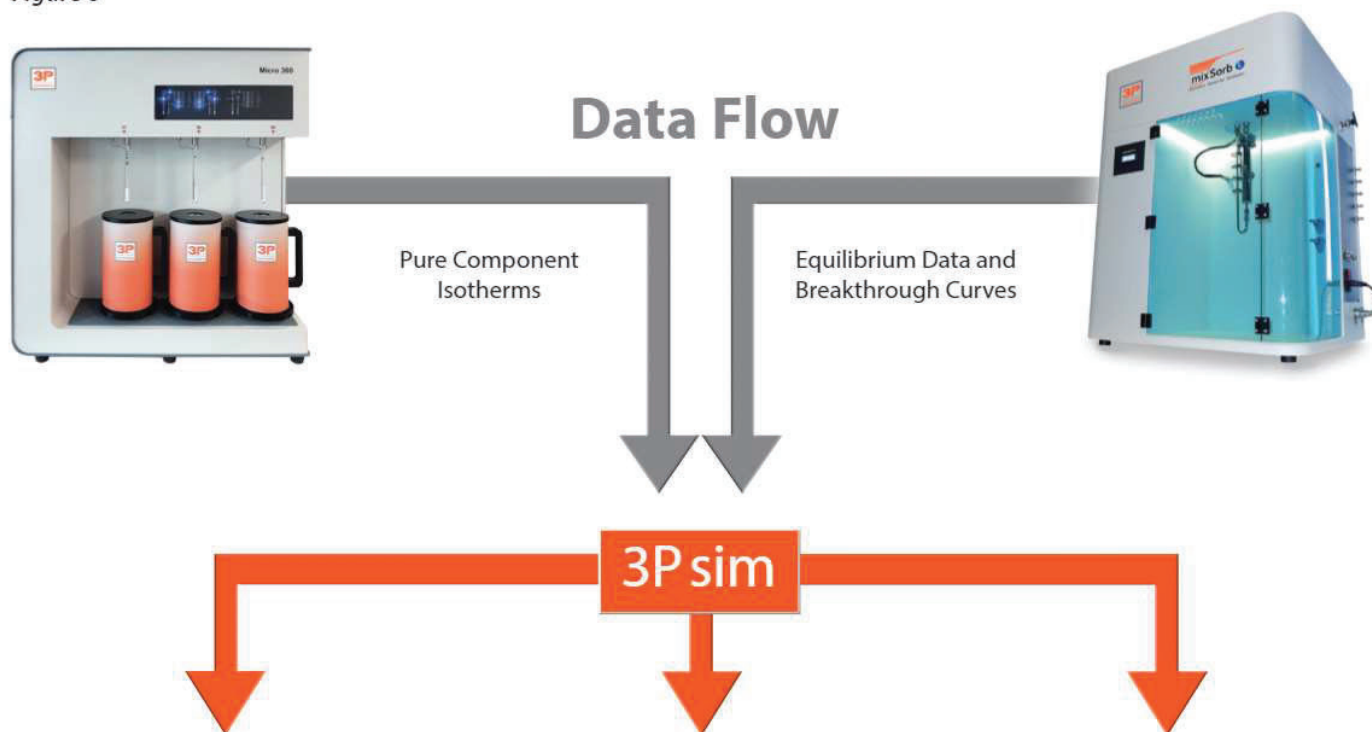 3P
Micro 300
3P
mixSorb L
Data Flow
Pure Component
Isotherms
Equilibrium Data and
Breakthrough Curves
3P
3P
3P
3P sim